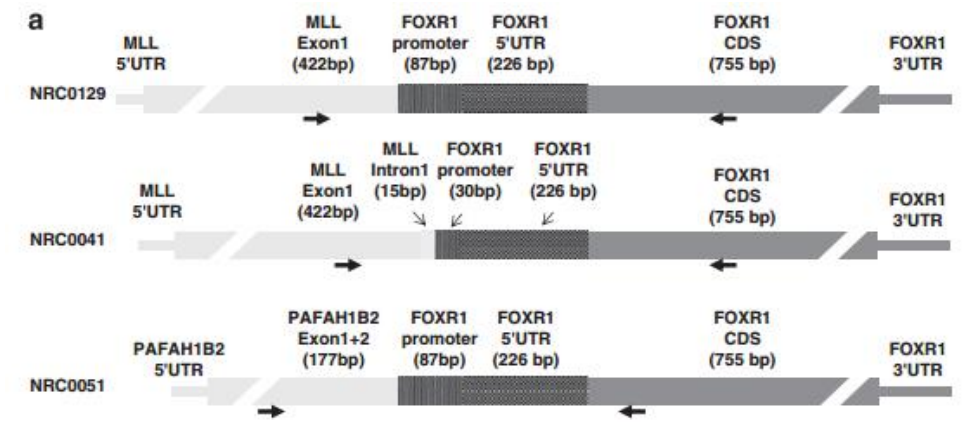 a
MLL
5'UTR
MLL
Exon1
(422bp)
FOXR1
promoter
(87bp)
FOXR1
5'UTR
(226 bp)
FOXR1
CDS
(755 bp)
FOXR1
3'UTR
NRC0129
MLL
5'UTR
MLL
Exon1
(422bp)
MLL
Intron1
(15bp)
FOXR1
promoter
(30bp)
FOXR1
5'UTR
(226 bp)
FOXR1
CDS
(755 bp)
FOXR1
3'UTR
NRC0041
PAFAH1B2
5'UTR
PAFAH1B2
Exon1+2
(177bp)
FOXR1
promoter
(87bp)
FOXR1
5'UTR
(226 bp)
FOXR1
CDS
(755 bp)
FOXR1
3'UTR
NRC0051